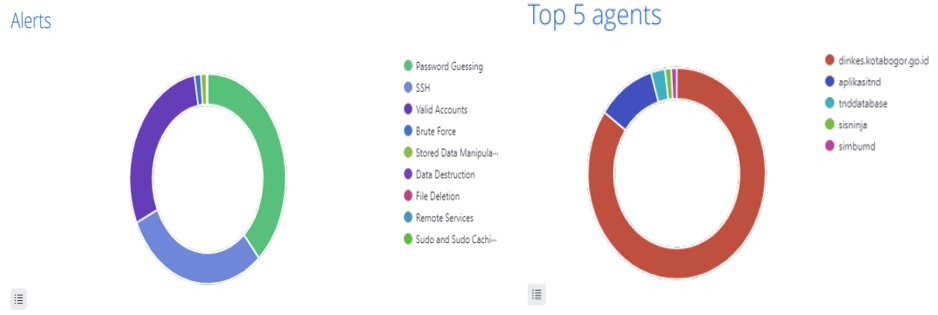 Alerts
Password Guessing
SSH
Valid Accounts
Brute Force
Stored Data Manipula···
Data Destruction
File Deletion
Remote Services
Sudo and Sudo Cachi···
Top 5 agents
dinkes.kotabogor.go.id
aplikasitnd
tnddatabase
sisninja
simbumd